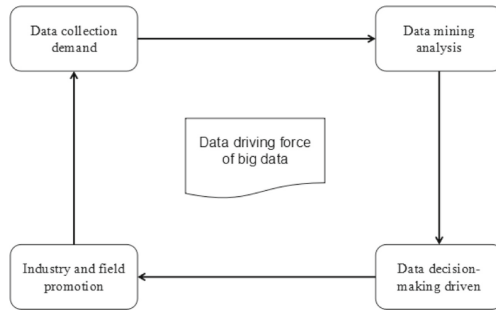 Data collection
demand
Data mining
analysis
Data driving force
of big data
Industry and field
promotion
Data decision-
making driven